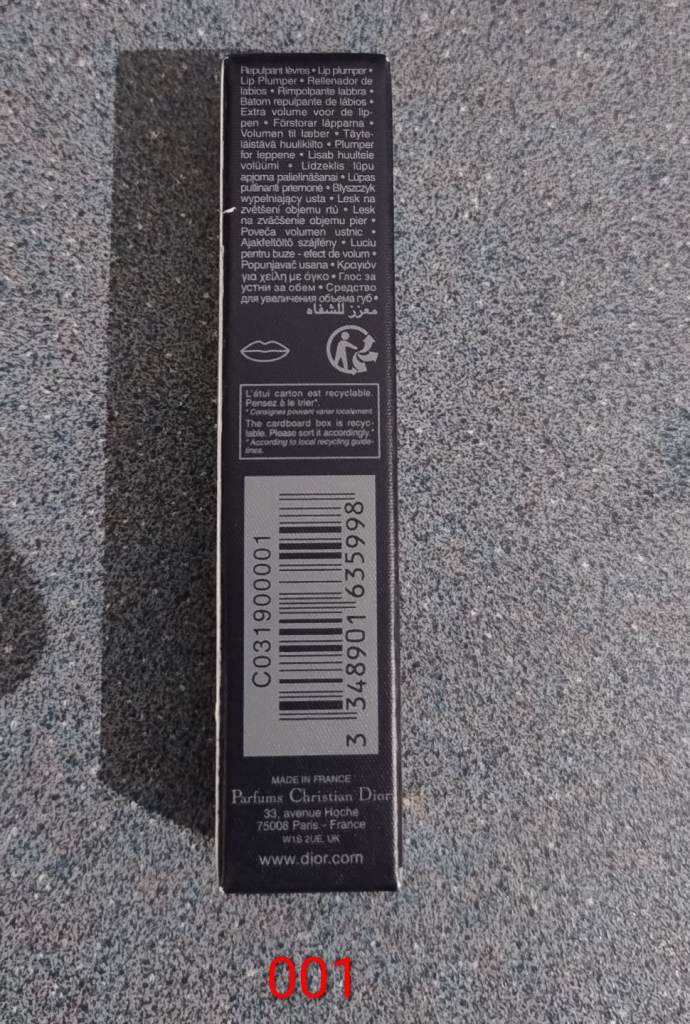 Repulpant lèvres • Lip plumper •
Lip Plumper • Rellenador de
labios • Rimpolpante labbra •
Batom repulpante de lábios •
Extra volume voor de lip-
pen • Förstorar läpparna •
Volumen til læber • Täyte-
läistävä huulikiilto • Plumper
for leppene • Lisab huultele
volüümi • Līdzeklis lūpu
apjoma palielināšanai • Lūpas
putlinanti priemonė • Błyszczyk
wypełniający usta • Lesk na
zvětšení objemu rtů • Lesk
na zväčšenie objemu pier •
Poveča volumen ustnic •
Ajakfeltöltő szájfény • Luciu
pentru buze - efect de volum •
Popunjavač usana • Κραγιόν
για χείλη με όγκο • Глос за
устни за обем • Средство
для увеличения объема губ •
معزز للشفاه
L'étui carton est recyclable.
Pensez à le trier*.
* Consignes pouvant varier localement.
The cardboard box is recyc-
lable. Please sort it accordingly.*
* According to local recycling guide-
lines.
C031900001
3 348901 635998
MADE IN FRANCE
Parfums Christian Dior
33, avenue Hoche
75008 Paris - France
W1S 2UE, UK
www.dior.com
001